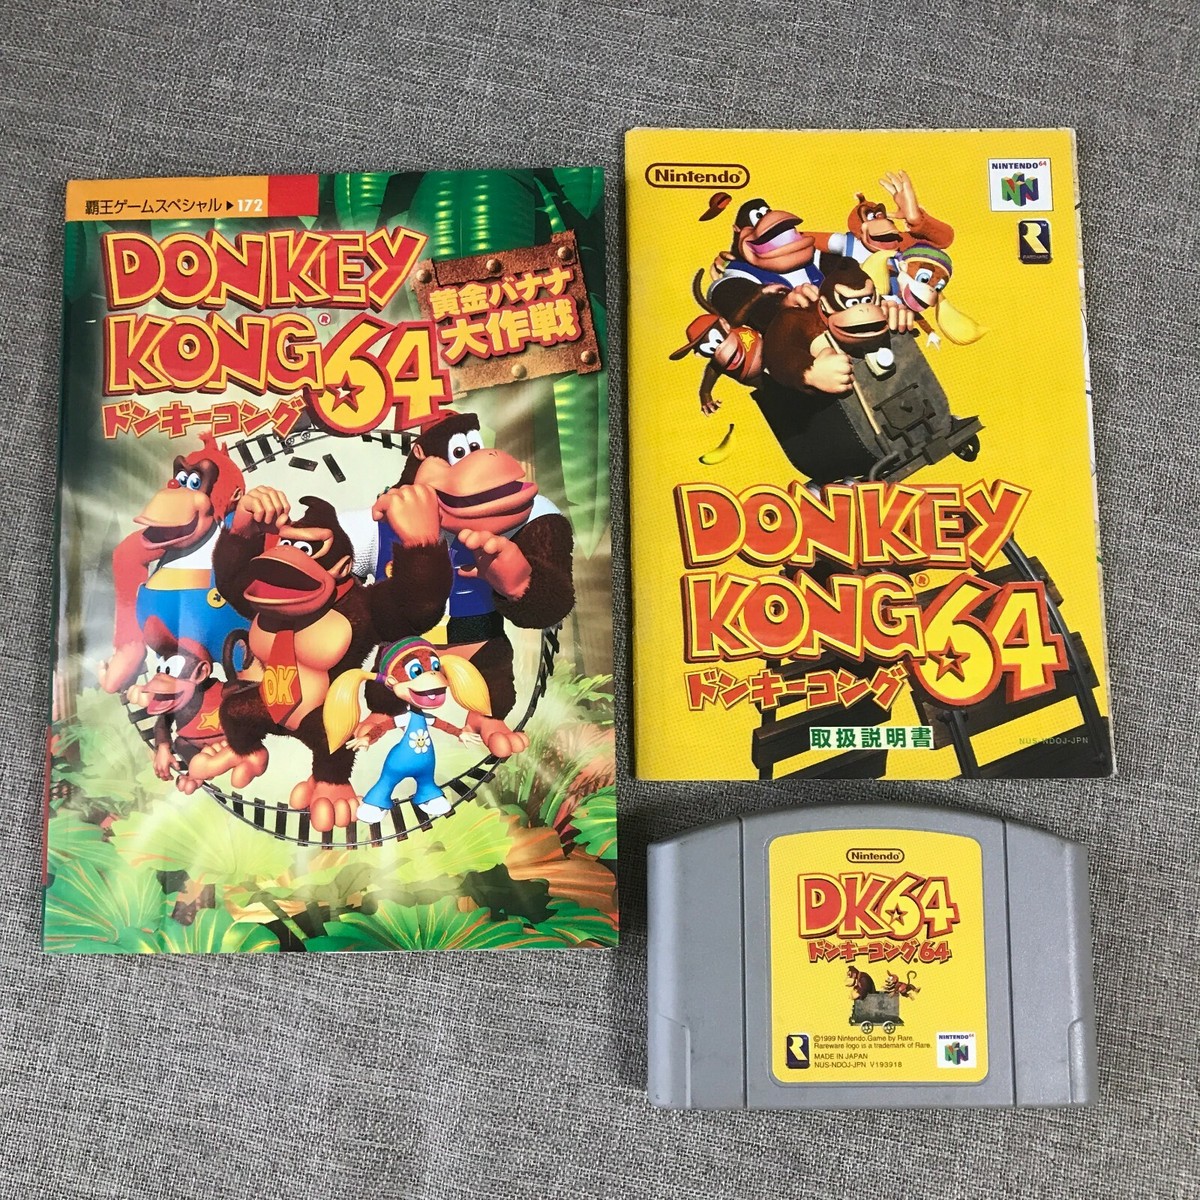 覇王ゲームスペシャル▶172
DONKEY
KONG®64
ドンキーコング
黄金バナナ
大作戦
DK
Nintendo®
NINTENDO64
N
R
RAREWARE
DONKEY
KONG®64
ドンキーコング
取扱説明書
NUS-NDOJ-JPN
Nintendo®
DK64
ドンキーコング64
©1999 Nintendo.Game by Rare.
Rareware logo is a trademark of Rare.
MADE IN JAPAN
NUS-NDOJ-JPN V193918
R
NINTENDO64
N